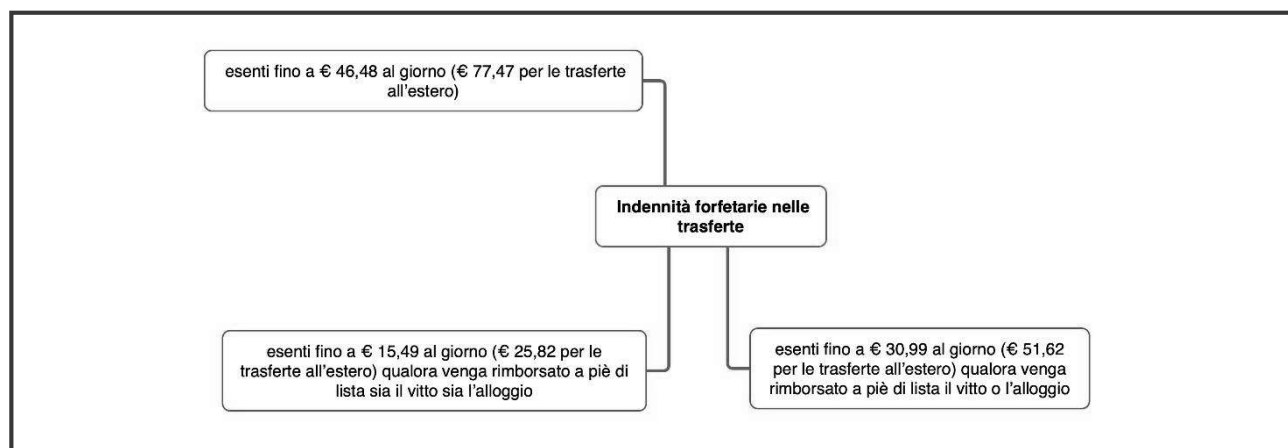 esenti fino a € 46,48 al giorno (€ 77,47 per le trasferte
all'estero)
Indennità forfetarie nelle
trasferte
esenti fino a € 15,49 al giorno (€ 25,82 per le
trasferte all'estero) qualora venga rimborsato a piè di
lista sia il vitto sia l'alloggio
esenti fino a € 30,99 al giorno (€ 51,62
per le trasferte all'estero) qualora venga
rimborsato a piè di lista il vitto o l'alloggio